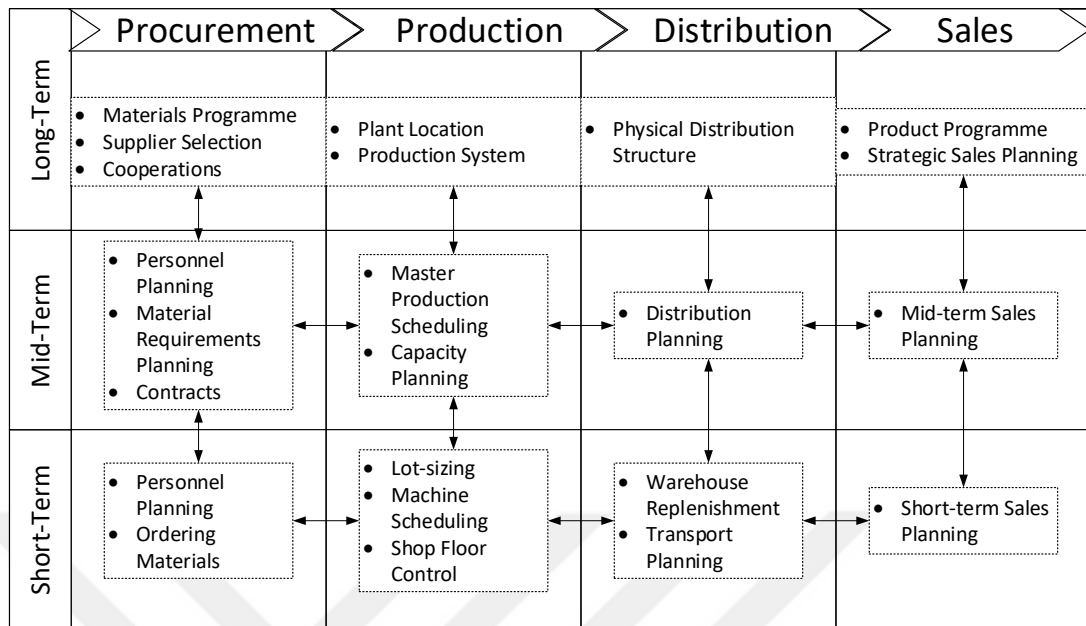 Procurement
Production
Distribution
Sales
Long-Term
• Materials Programme
• Supplier Selection
• Cooperations
• Plant Location
• Production System
• Physical Distribution
Structure
• Product Programme
• Strategic Sales Planning
Mid-Term
• Personnel
Planning
• Material
Requirements
Planning
• Contracts
• Master
Production
Scheduling
• Capacity
Planning
• Distribution
Planning
• Mid-term Sales
Planning
Short-Term
• Personnel
Planning
• Ordering
Materials
• Lot-sizing
• Machine
Scheduling
• Shop Floor
Control
• Warehouse
Replenishment
• Transport
Planning
• Short-term Sales
Planning